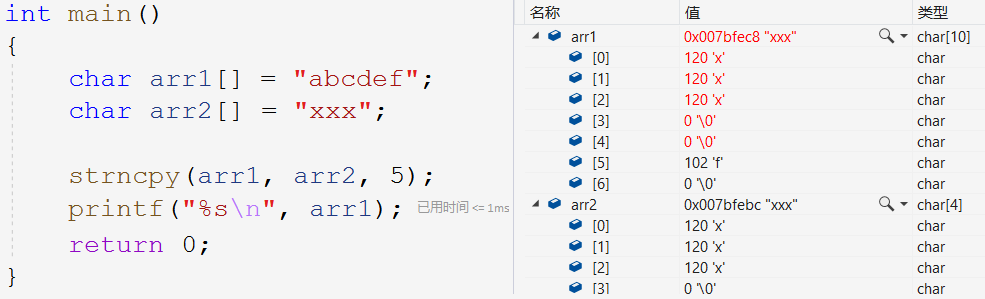 int main()
{
char arr1[] = "abcdef";
char arr2[] = "xxx";
strncpy(arr1, arr2, 5);
printf("%s\n", arr1); 已用时间 <= 1ms
return 0;
}
名称 值 类型
arr1 0x007bfec8 "xxx" char[10]
[0] 120 'x' char
[1] 120 'x' char
[2] 120 'x' char
[3] 0 '\0' char
[4] 0 '\0' char
[5] 102 'f' char
[6] 0 '\0' char
arr2 0x007bfebc "xxx" char[4]
[0] 120 'x' char
[1] 120 'x' char
[2] 120 'x' char
[3] 0 '\0' char